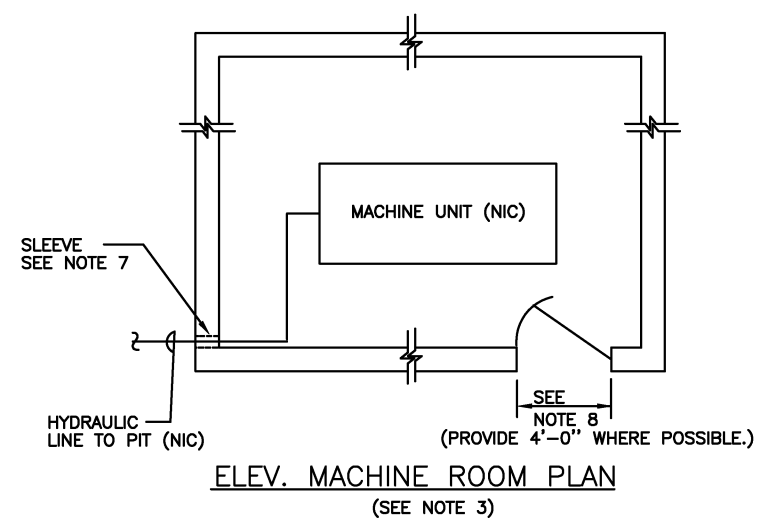 MACHINE UNIT (NIC)
SLEEVE
SEE NOTE 7
HYDRAULIC
LINE TO PIT (NIC)
SEE
NOTE 8
(PROVIDE 4'-0" WHERE POSSIBLE.)
ELEV. MACHINE ROOM PLAN
(SEE NOTE 3)